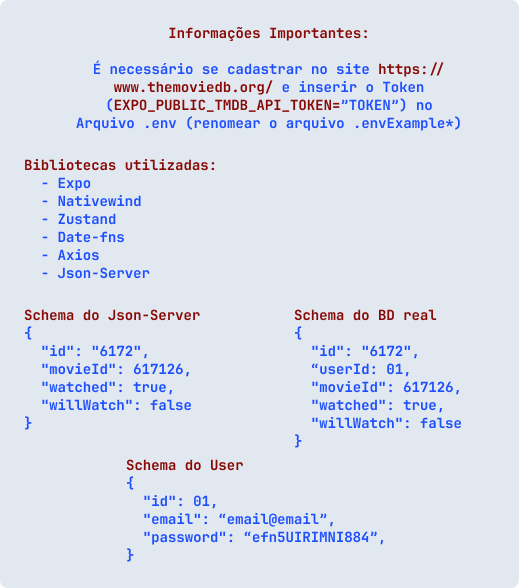 Informações Importantes:
É necessário se cadastrar no site https://
www.themoviedb.org/ e inserir o Token
(EXPO_PUBLIC_TMDB_API_TOKEN=”TOKEN”) no
Arquivo .env (renomear o arquivo .envExample*)
Bibliotecas utilizadas:
- Expo
- Nativewind
- Zustand
- Date-fns
- Axios
- Json-Server
Schema do Json-Server
{
"id": "6172",
"movieId": 617126,
"watched": true,
"willWatch": false
}
Schema do BD real
{
"id": "6172",
“userId: 01,
"movieId": 617126,
"watched": true,
"willWatch": false
}
Schema do User
{
"id": 01,
"email": “email@email”,
"password": “efn5UIRIMNI884”,
}